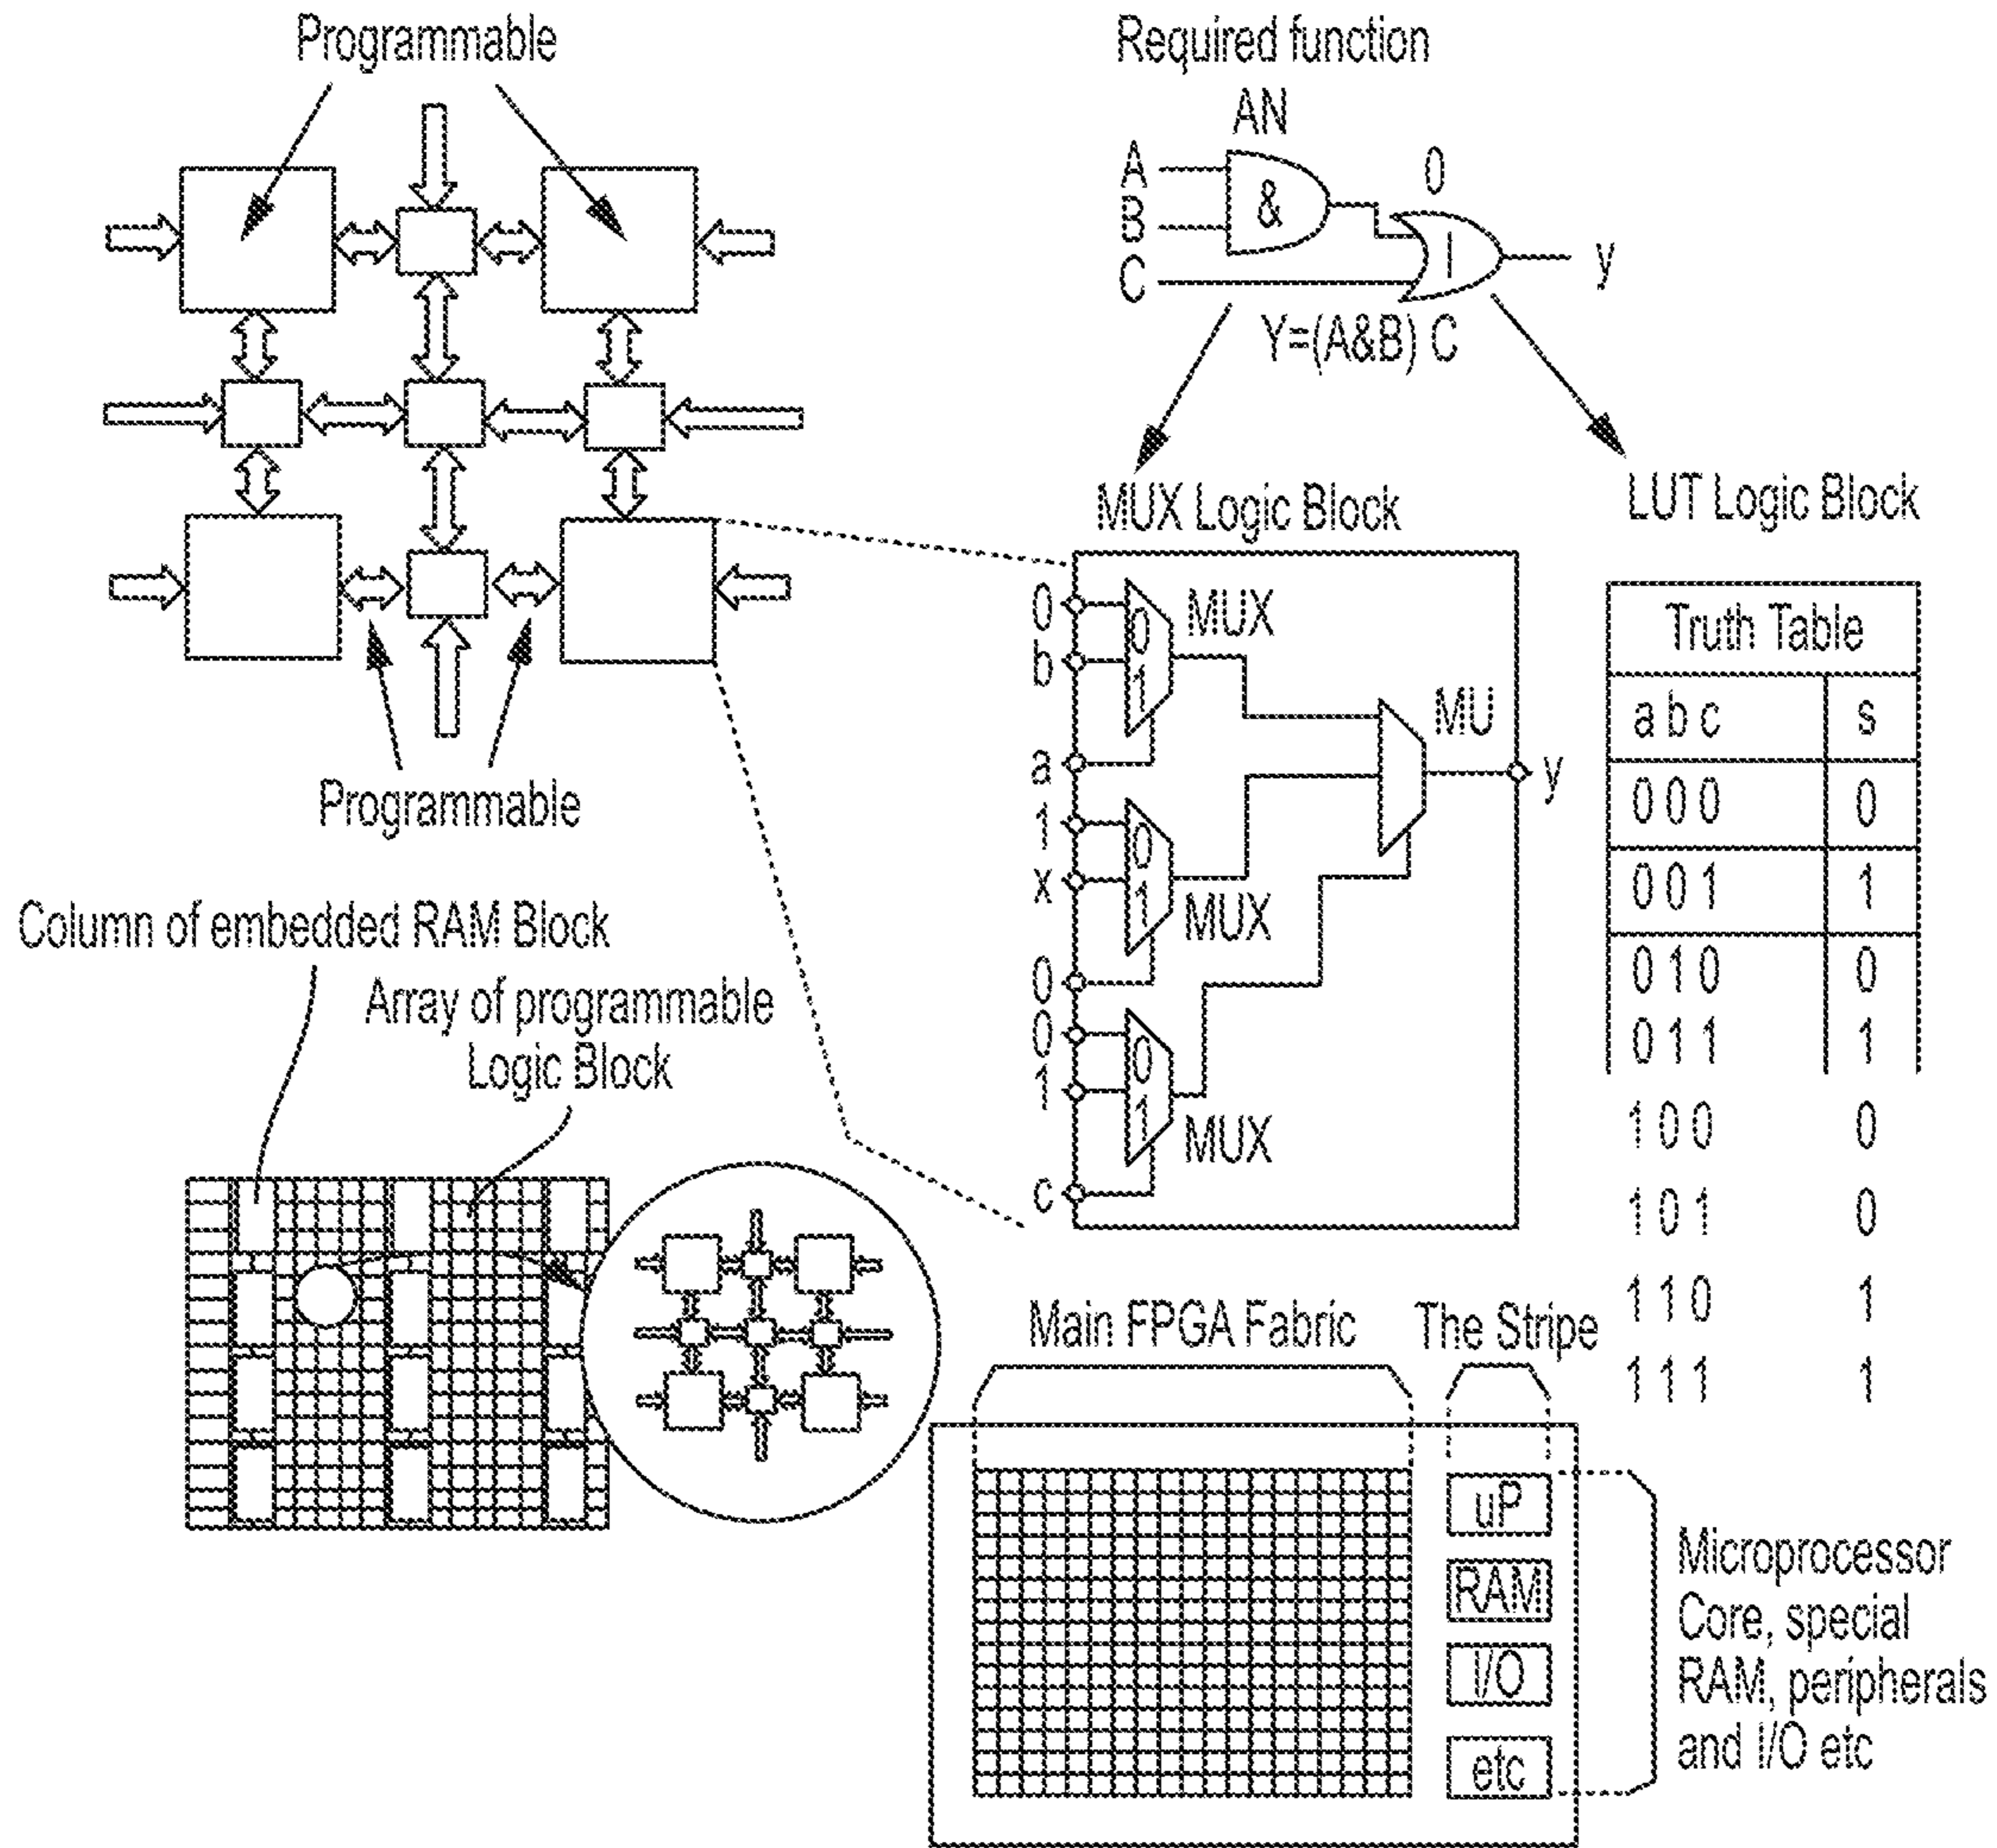 Programmable
Required function
AN
A
B
C
&
0
|
y
Y=(A&B) C
MUX Logic Block
LUT Logic Block
Programmable
0
b
a
1
x
0
0
1
c
0
1
MUX
0
1
MUX
0
1
MUX
MU
y
Truth Table
a b c s
0 0 0 0
0 0 1 1
0 1 0 0
0 1 1 1
1 0 0 0
1 0 1 0
1 1 0 1
1 1 1 1
Column of embedded RAM Block
Array of programmable
Logic Block
Main FPGA Fabric
The Stripe
uP
RAM
I/O
etc
Microprocessor
Core, special
RAM, peripherals
and I/O etc